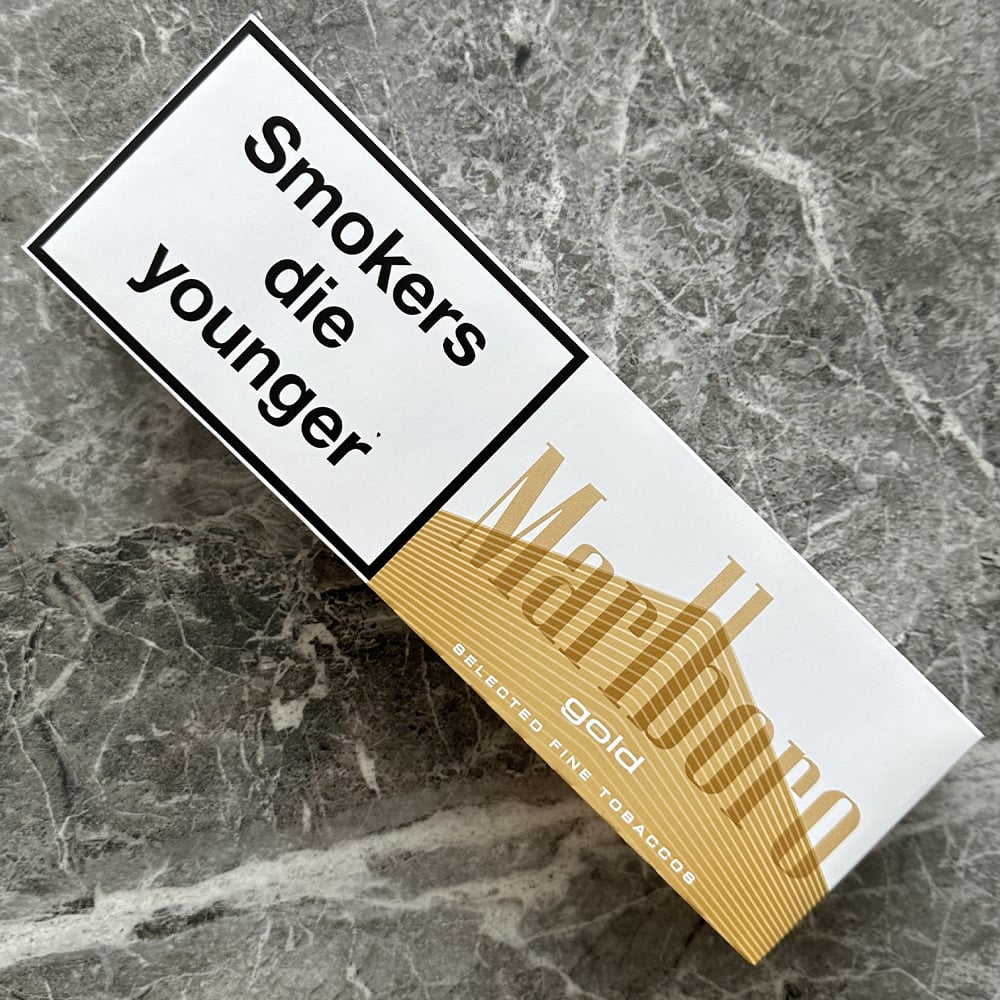 Smokers
die
younger
Marlboro
gold
SELECTED FINE TOBACCOS